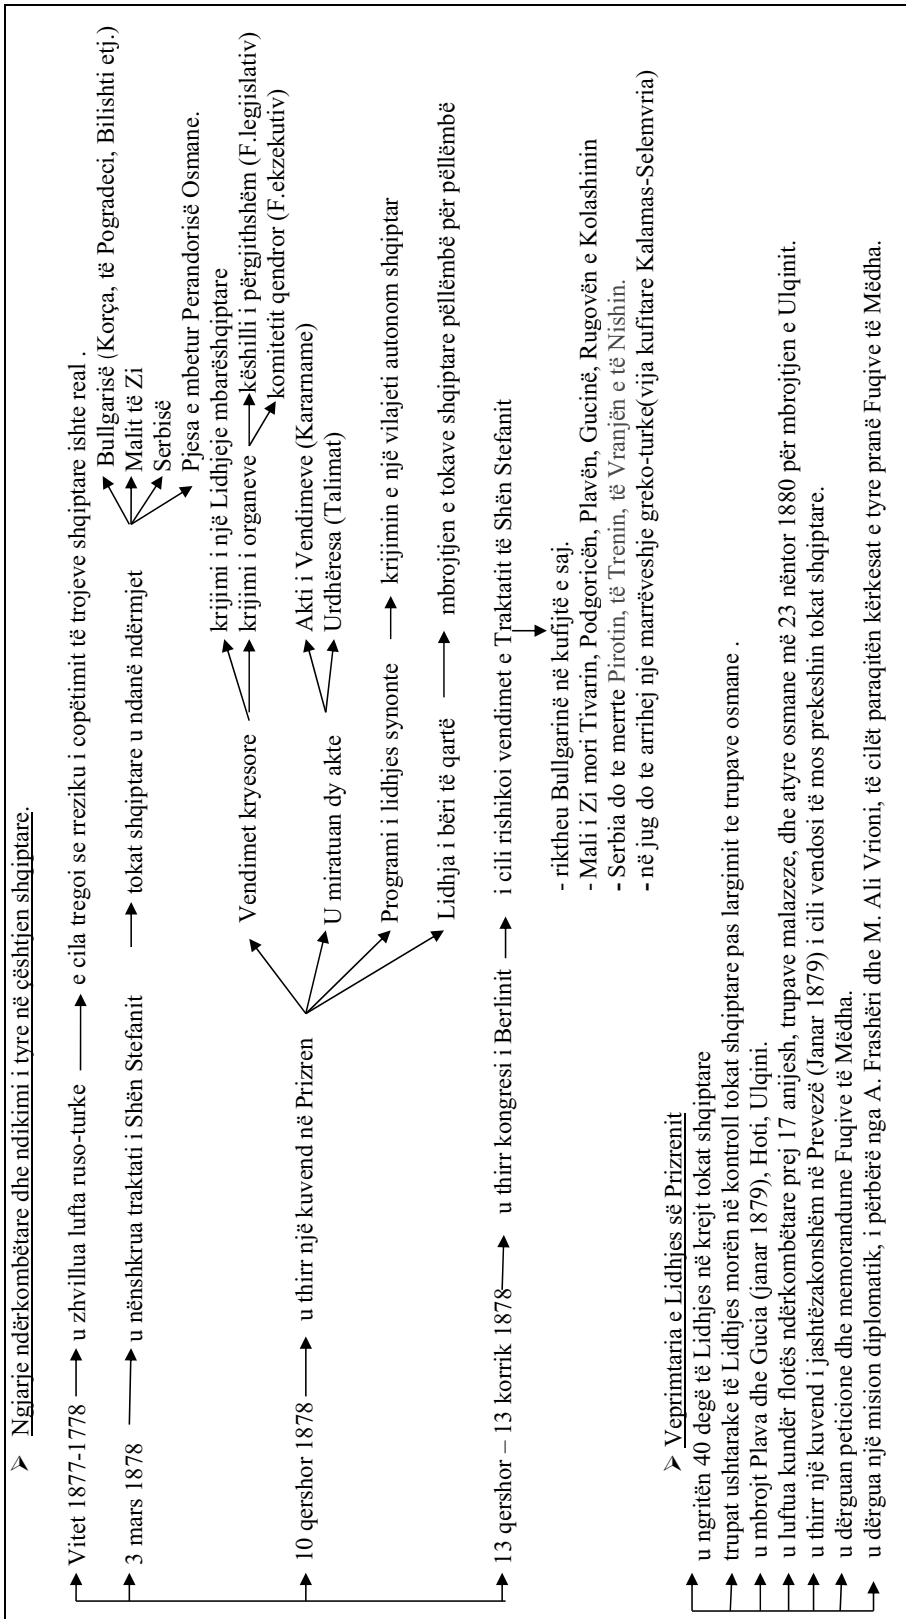 ➢ Ngjarje ndërkombëtare dhe ndikimi i tyre në çështjen shqiptare.
Vitet 1877-1778 → u zhvillua lufta ruso-turke → e cila tregoi se rreziku i copëtimit të trojeve shqiptare ishte real .
3 mars 1878 → u nënshkrua traktati i Shën Stefanit → tokat shqiptare u ndanë ndërmjet
Bullgarisë (Korça, të Pogradeci, Bilishti etj.)
Malit të Zi
Serbisë
Pjesa e mbetur Perandorisë Osmane.
10 qershor 1878 → u thirr një kuvend në Prizren
Vendimet kryesore
krijimi i një Lidhjeje mbarëshqiptare
krijimi i organeve
këshilli i përgjithshëm (F.legjislativ)
komitetit qendror (F.ekzekutiv)
U miratuan dy akte
Akti i Vendimeve (Kararname)
Urdhëresa (Talimat)
Programi i lidhjes synonte → krijimin e një vilajeti autonom shqiptar
Lidhja i bëri të qartë → mbrojtjen e tokave shqiptare pëllëmbë për pëllëmbë
13 qershor – 13 korrik 1878 → u thirr kongresi i Berlinit → i cili rishikoi vendimet e Traktatit të Shën Stefanit
- riktheu Bullgarinë në kufijtë e saj.
- Mali i Zi mori Tivarin, Podgoricën, Plavën, Gucinë, Rugovën e Kolashinin
- Serbia do te merrte Pirotin, të Trenin, të Vranjën e të Nishin.
- në jug do te arrihej nje marrëveshje greko-turke(vija kufitare Kalamas-Selemvria)
➢ Veprimtaria e Lidhjes së Prizrenit
u ngritën 40 degë të Lidhjes në krejt tokat shqiptare
trupat ushtarake të Lidhjes morën në kontroll tokat shqiptare pas largimit te trupave osmane .
u mbrojt Plava dhe Gucia (janar 1879), Hoti, Ulqini.
u luftua kundër flotës ndërkombëtare prej 17 anijesh, trupave malazeze, dhe atyre osmane më 23 nëntor 1880 për mbrojtjen e Ulqinit.
u thirr një kuvend i jashtëzakonshëm në Prevezë (Janar 1879) i cili vendosi të mos prekeshin tokat shqiptare.
u dërguan peticione dhe memorandume Fuqive të Mëdha.
u dërgua një mision diplomatik, i përbërë nga A. Frashëri dhe M. Ali Vrioni, të cilët paraqitën kërkesat e tyre pranë Fuqive të Mëdha.